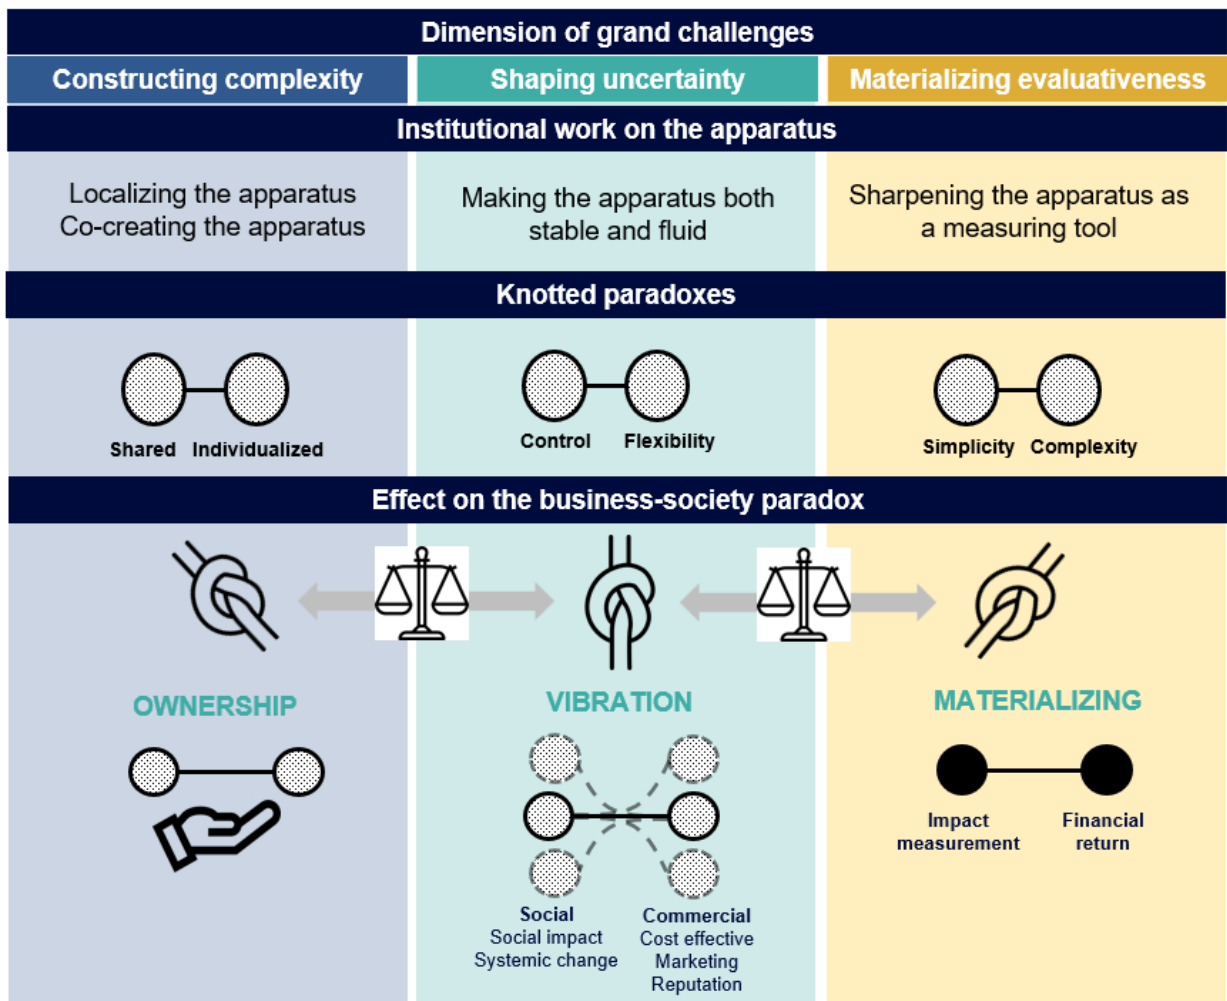 Dimension of grand challenges
Constructing complexity
Shaping uncertainty
Materializing evaluativeness
Institutional work on the apparatus
Localizing the apparatus
Co-creating the apparatus
Making the apparatus both
stable and fluid
Sharpening the apparatus as
a measuring tool
Knotted paradoxes
Shared Individualized
Control Flexibility
Simplicity Complexity
Effect on the business-society paradox
OWNERSHIP
VIBRATION
MATERIALIZING
Impact
measurement
Financial
return
Social
Social impact
Systemic change
Commercial
Cost effective
Marketing
Reputation